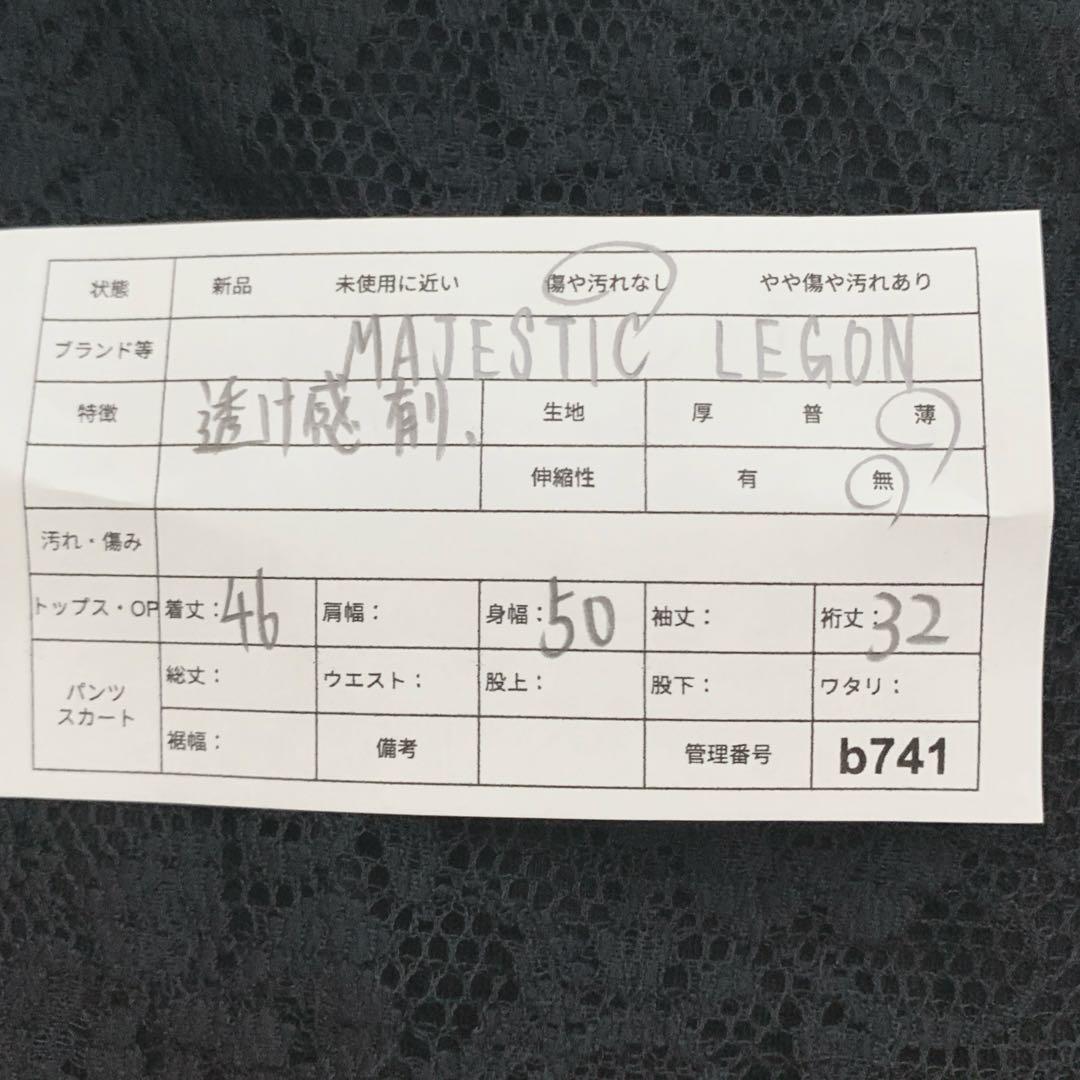 状態 新品 未使用に近い 傷や汚れなし やや傷や汚れあり
ブランド等 MAJESTIC LEGON
特徴 透け感有り、 生地 厚 普 薄
伸縮性 有 無
汚れ・傷み
トップス・OP 着丈:46 肩幅: 身幅:50 袖丈: 裄丈:32
パンツ スカート 総丈: ウエスト: 股上: 股下: ワタリ:
裾幅: 備考 管理番号 b741